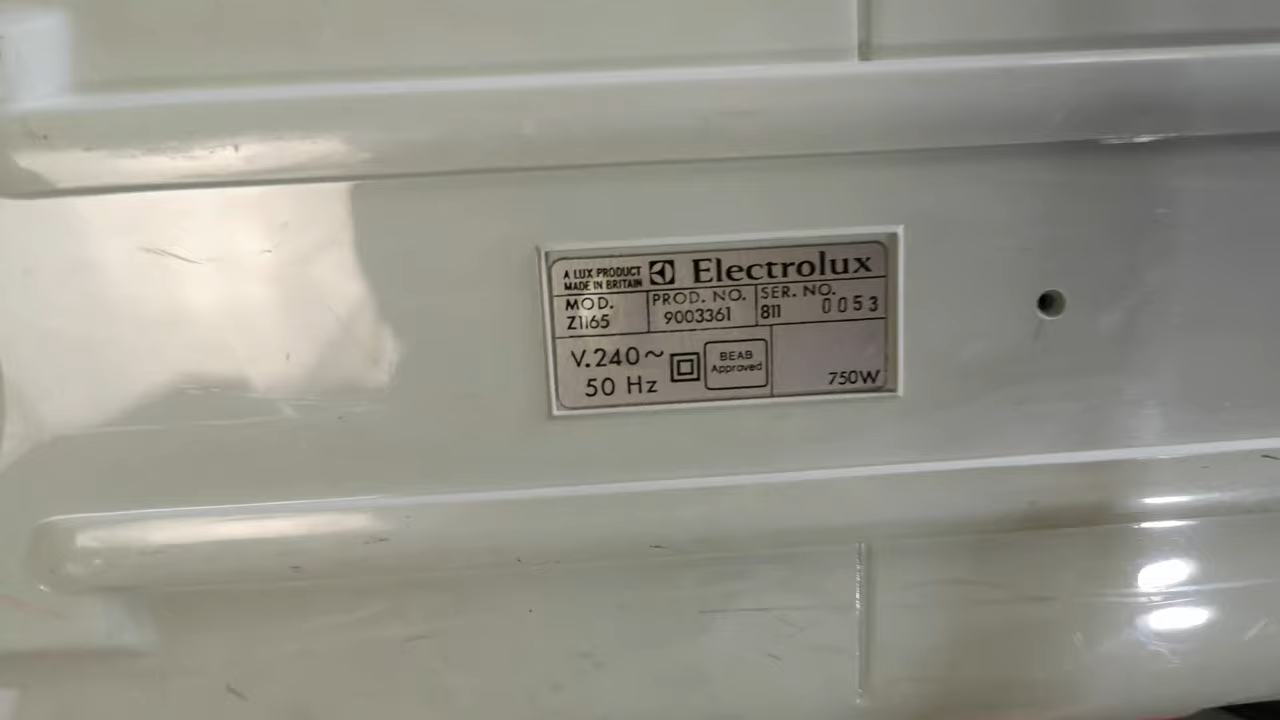 A LUX PRODUCT
MADE IN BRITAIN
Electrolux
MOD.
Z1165
PROD. NO.
9003361
SER. NO.
811 0053
V.240~
50 Hz
BEAB
Approved
750W